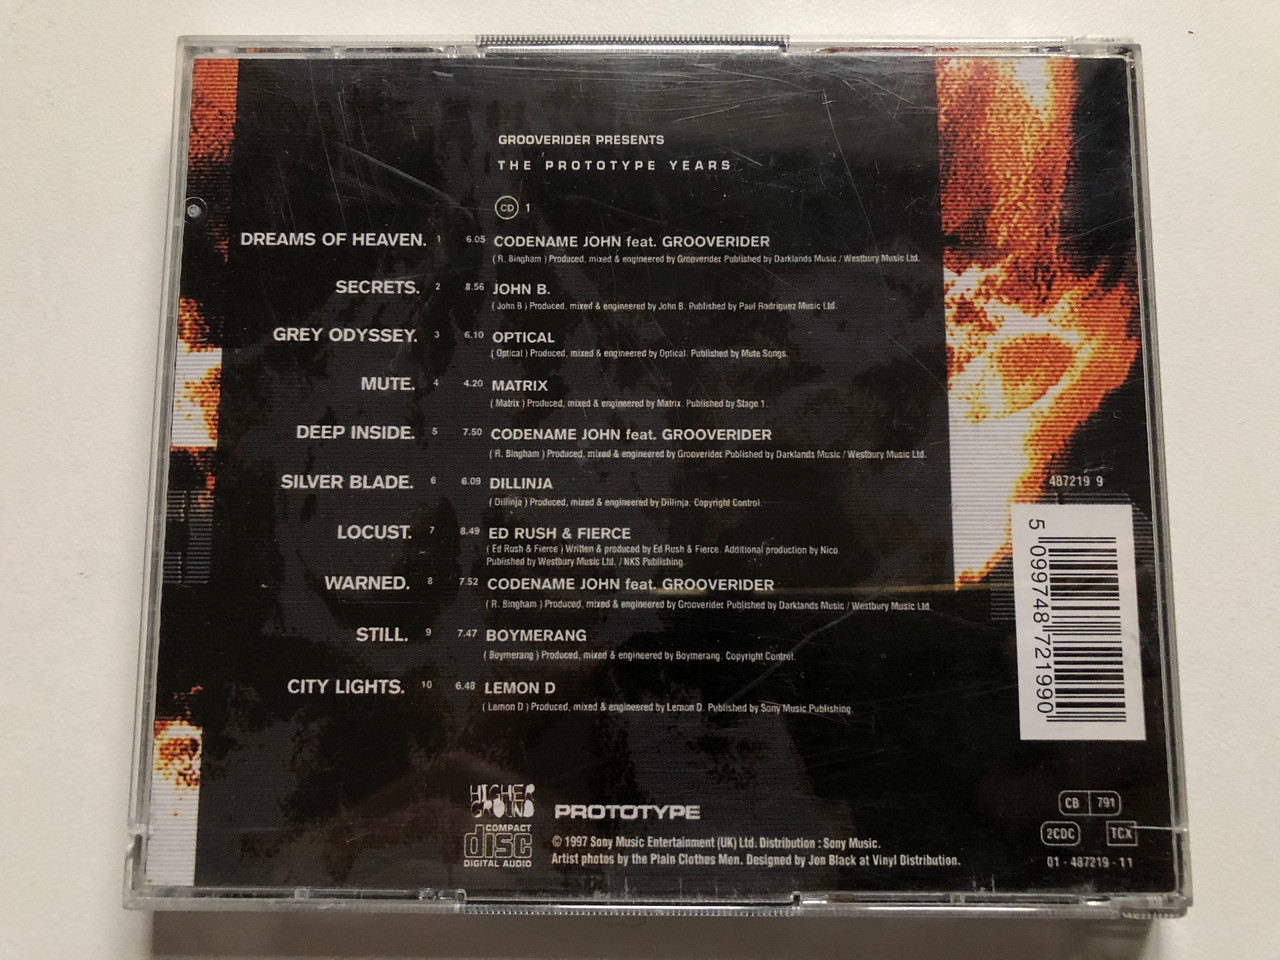 GROOVERIDER PRESENTS
THE PROTOTYPE YEARS
CD 1
DREAMS OF HEAVEN. 1 6.05 CODENAME JOHN feat. GROOVERIDER
( R. Bingham ) Produced, mixed & engineered by Grooverider. Published by Darklands Music / Westbury Music Ltd.
SECRETS. 2 8.56 JOHN B.
( John B ) Produced, mixed & engineered by John B. Published by Paul Rodriguez Music Ltd.
GREY ODYSSEY. 3 6.10 OPTICAL
( Optical ) Produced, mixed & engineered by Optical. Published by Mute Songs.
MUTE. 4 4.20 MATRIX
( Matrix ) Produced, mixed & engineered by Matrix. Published by Stage 1.
DEEP INSIDE. 5 7.50 CODENAME JOHN feat. GROOVERIDER
( R. Bingham ) Produced, mixed & engineered by Grooverider. Published by Darklands Music / Westbury Music Ltd.
SILVER BLADE. 6 6.09 DILLINJA
( Dillinja ) Produced, mixed & engineered by Dillinja. Copyright Control.
LOCUST. 7 8.49 ED RUSH & FIERCE
( Ed Rush & Fierce ) Written & produced by Ed Rush & Fierce. Additional production by Nico.
Published by Westbury Music Ltd. / NKS Publishing.
WARNED. 8 7.52 CODENAME JOHN feat. GROOVERIDER
( R. Bingham ) Produced, mixed & engineered by Grooverider. Published by Darklands Music / Westbury Music Ltd.
STILL. 9 7.47 BOYMERANG
( Boymerang ) Produced, mixed & engineered by Boymerang. Copyright Control.
CITY LIGHTS. 10 6.48 LEMON D
( Lemon D ) Produced, mixed & engineered by Lemon D. Published by Sony Music Publishing.
487219 9
5 099748 721990
HIGHER GROUND
PROTOTYPE
COMPACT
disc
DIGITAL AUDIO
© 1997 Sony Music Entertainment (UK) Ltd. Distribution : Sony Music.
Artist photos by the Plain Clothes Men. Designed by Jon Black at Vinyl Distribution.
CB 791
2CDC TCX
01 - 487219 - 11